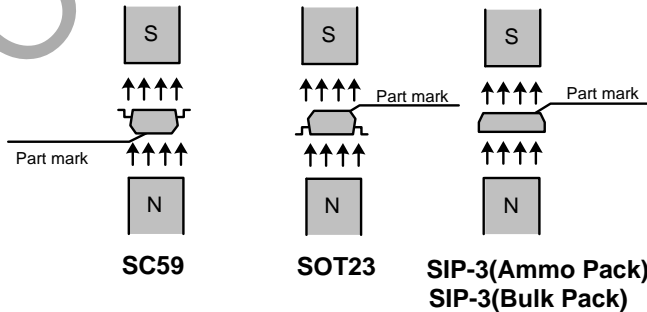 S S S
Part mark Part mark
Part mark
N N N
SC59 SOT23 SIP-3(Ammo Pack)
SIP-3(Bulk Pack)